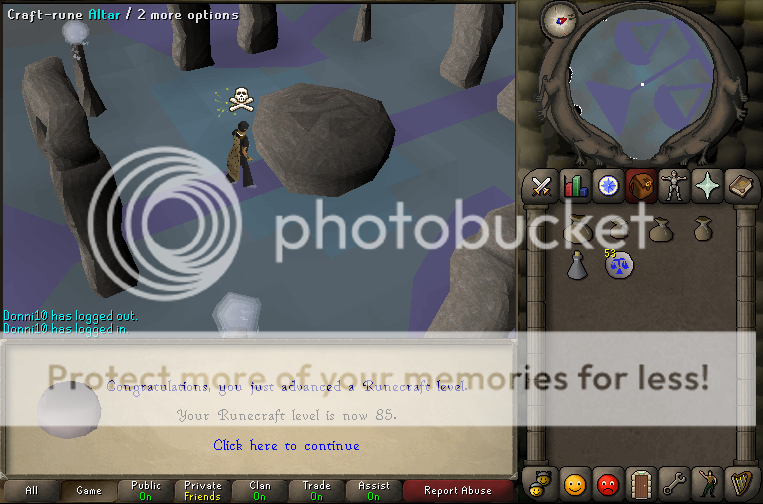 Craft-rune Altar / 2 more options
photobucket
53
Donni10 has logged out.
Donni10 has logged in.
Protect more of your memories for less!
Congratulations, you just advanced a Runecraft level.
Your Runecraft level is now 85.
Click here to continue
All
Game
Public
On
Private
Friends
Clan
On
Trade
On
Assist
On
Report Abuse